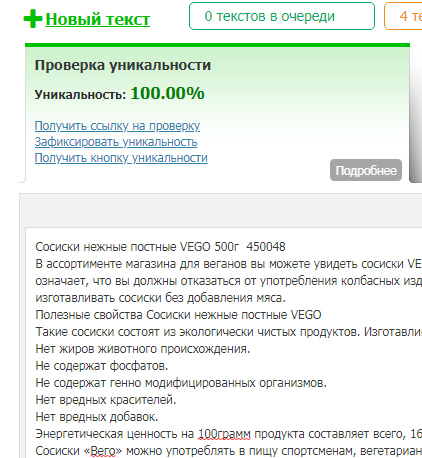 Новый текст
0 текстов в очереди
4 те
Проверка уникальности
Уникальность: 100.00%
Получить ссылку на проверку
Зафиксировать уникальность
Получить кнопку уникальности
Подробнее
Сосиски нежные постные VEGO 500г 450048
В ассортименте магазина для веганов вы можете увидеть сосиски VE
означает, что вы должны отказаться от употребления колбасных изд
изготавливать сосиски без добавления мяса.
Полезные свойства Сосиски нежные постные VEGO
Такие сосиски состоят из экологически чистых продуктов. Изготавли
Нет жиров животного происхождения.
Не содержат фосфатов.
Не содержат генно модифицированных организмов.
Нет вредных красителей.
Нет вредных добавок.
Энергетическая ценность на 100грамм продукта составляет всего, 16
Сосиски «Вего» можно употреблять в пищу спортсменам, вегетариан